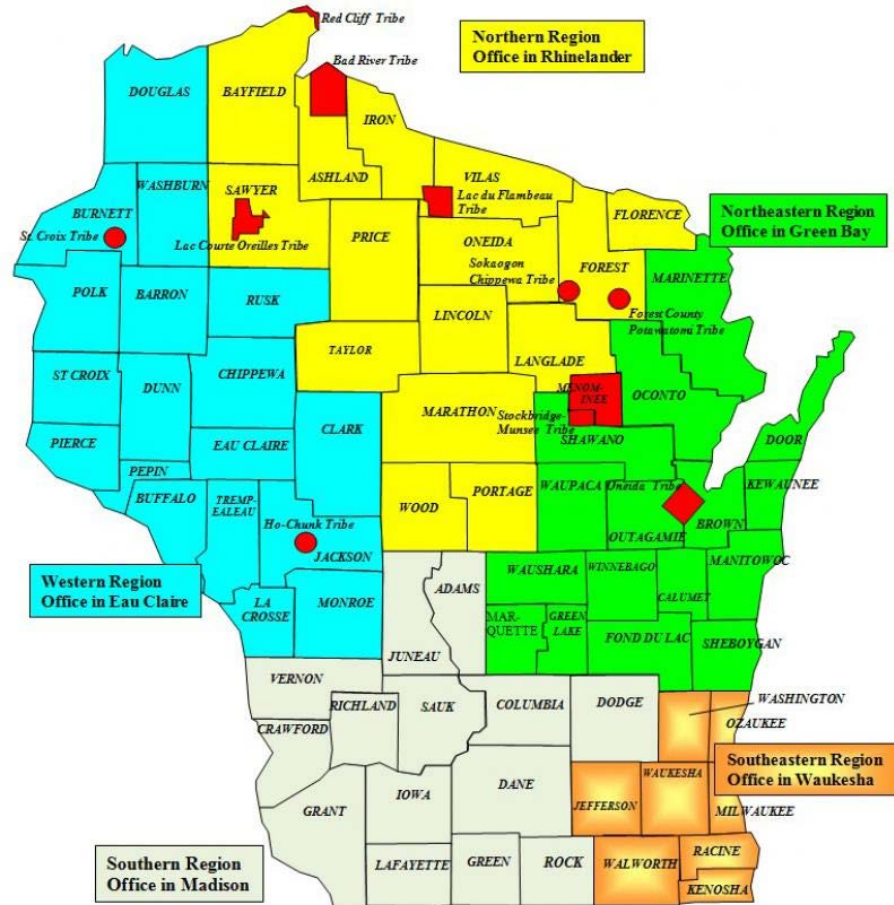 Red Cliff Tribe
Northern Region
Office in Rhinelander
Bad River Tribe
DOUGLAS
BAYFIELD
IRON
ASHLAND
VILAS
WASHBURN
SAWYER
Lac du Flambeau
Tribe
BURNETT
St. Croix Tribe
Lac Courte Oreilles Tribe
PRICE
ONEIDA
Sokaogon
Chippewa Tribe
FLORENCE
FOREST
Northeastern Region
Office in Green Bay
MARINETTE
POLK
BARRON
RUSK
LINCOLN
Forest County
Potawatomi Tribe
TAYLOR
LANGLADE
ST CROIX
DUNN
CHIPPEWA
MENOM-
INEE
OCONTO
CLARK
MARATHON
Stockbridge-
Munsee Tribe
SHAWANO
DOOR
PIERCE
EAU CLAIRE
PEPIN
BUFFALO
TREMP-
EALEAU
WOOD
PORTAGE
WAUPACA
Oneida Tribe
KEWAUNEE
BROWN
OUTAGAMIE
Ho-Chunk Tribe
JACKSON
Western Region
Office in Eau Claire
LA
CROSSE
MONROE
ADAMS
JUNEAU
WAUSHARA
WINNEBAGO
CALUMET
MANITOWOC
MAR-
QUETTE
GREEN
LAKE
FOND DU LAC
SHEBOYGAN
VERNON
RICHLAND
SAUK
COLUMBIA
DODGE
WASHINGTON
OZAUKEE
CRAWFORD
Southeastern Region
Office in Waukesha
GRANT
IOWA
DANE
JEFFERSON
WAUKESHA
MILWAUKEE
Southern Region
Office in Madison
LAFAYETTE
GREEN
ROCK
WALWORTH
RACINE
KENOSHA